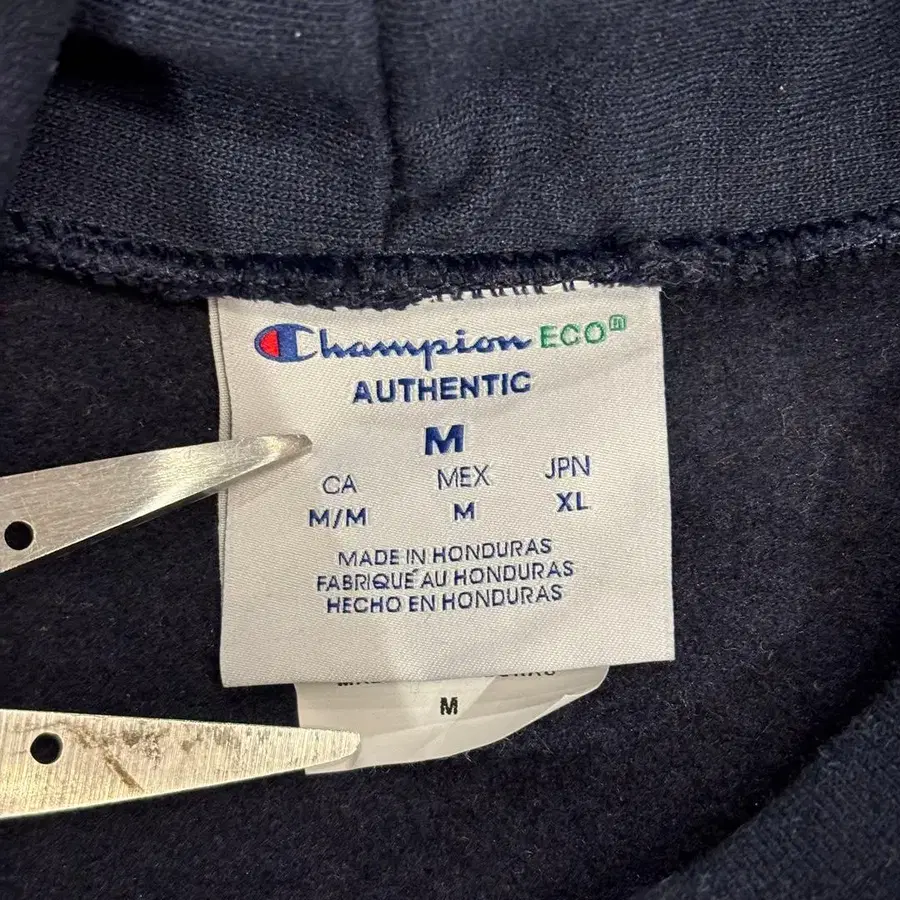 Champion ECO
AUTHENTIC
M
CA MEX JPN
M/M M XL
MADE IN HONDURAS
FABRIQUÉ AU HONDURAS
HECHO EN HONDURAS
M